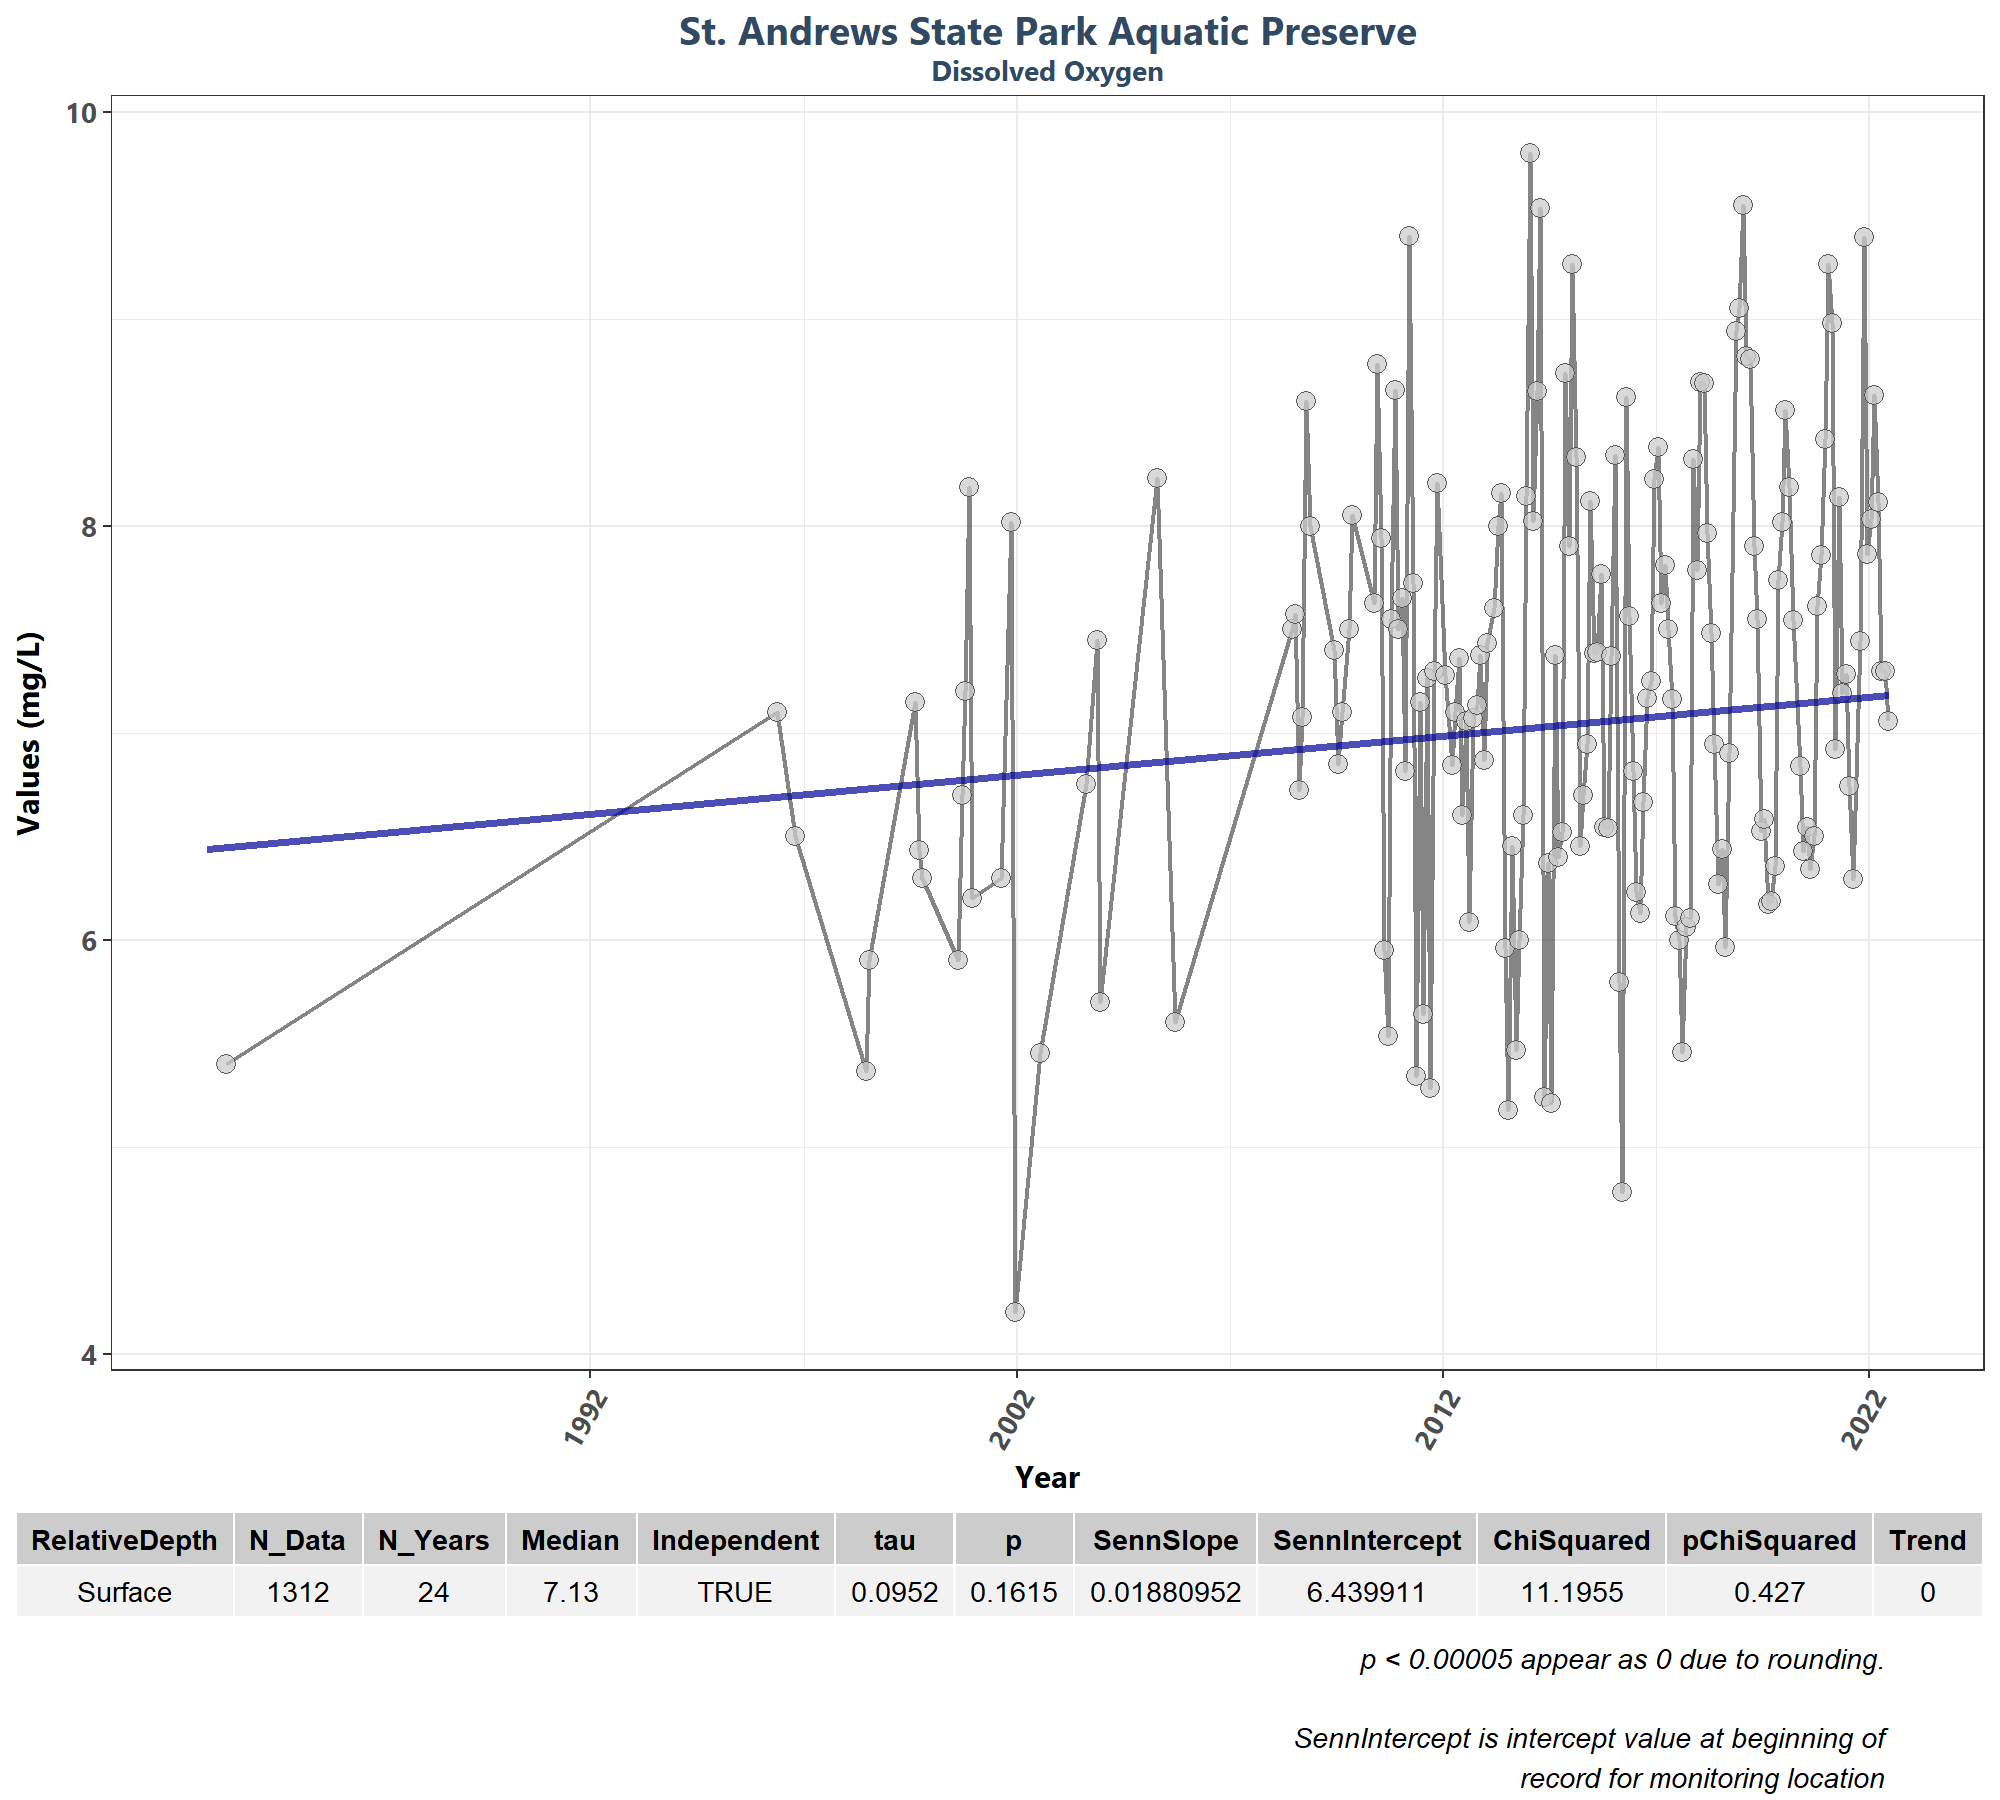 St. Andrews State Park Aquatic Preserve
Dissolved Oxygen
10
8
6
4
Values (mg/L)
1992 2002 2012 2022
Year
RelativeDepth N_Data N_Years Median Independent tau p SennSlope SennIntercept ChiSquared pChiSquared Trend
Surface 1312 24 7.13 TRUE 0.0952 0.1615 0.01880952 6.439911 11.1955 0.427 0
p < 0.00005 appear as 0 due to rounding.
SennIntercept is intercept value at beginning of
record for monitoring location